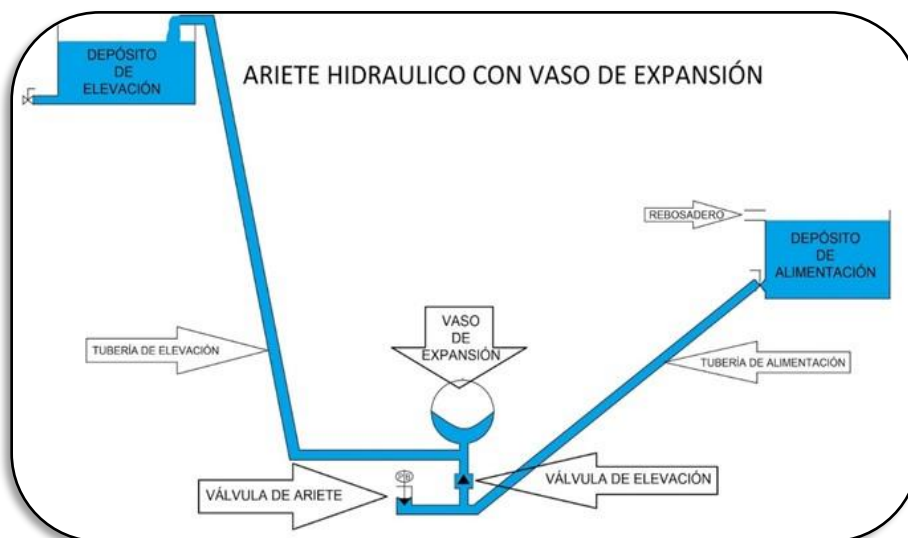 DEPÓSITO
DE
ELEVACIÓN
ARIETE HIDRAULICO CON VASO DE EXPANSIÓN
REBOSADERO
DEPÓSITO
DE
ALIMENTACIÓN
VASO
DE
EXPANSIÓN
TUBERÍA DE ELEVACIÓN
TUBERÍA DE ALIMENTACIÓN
VÁLVULA DE ARIETE
VÁLVULA DE ELEVACIÓN